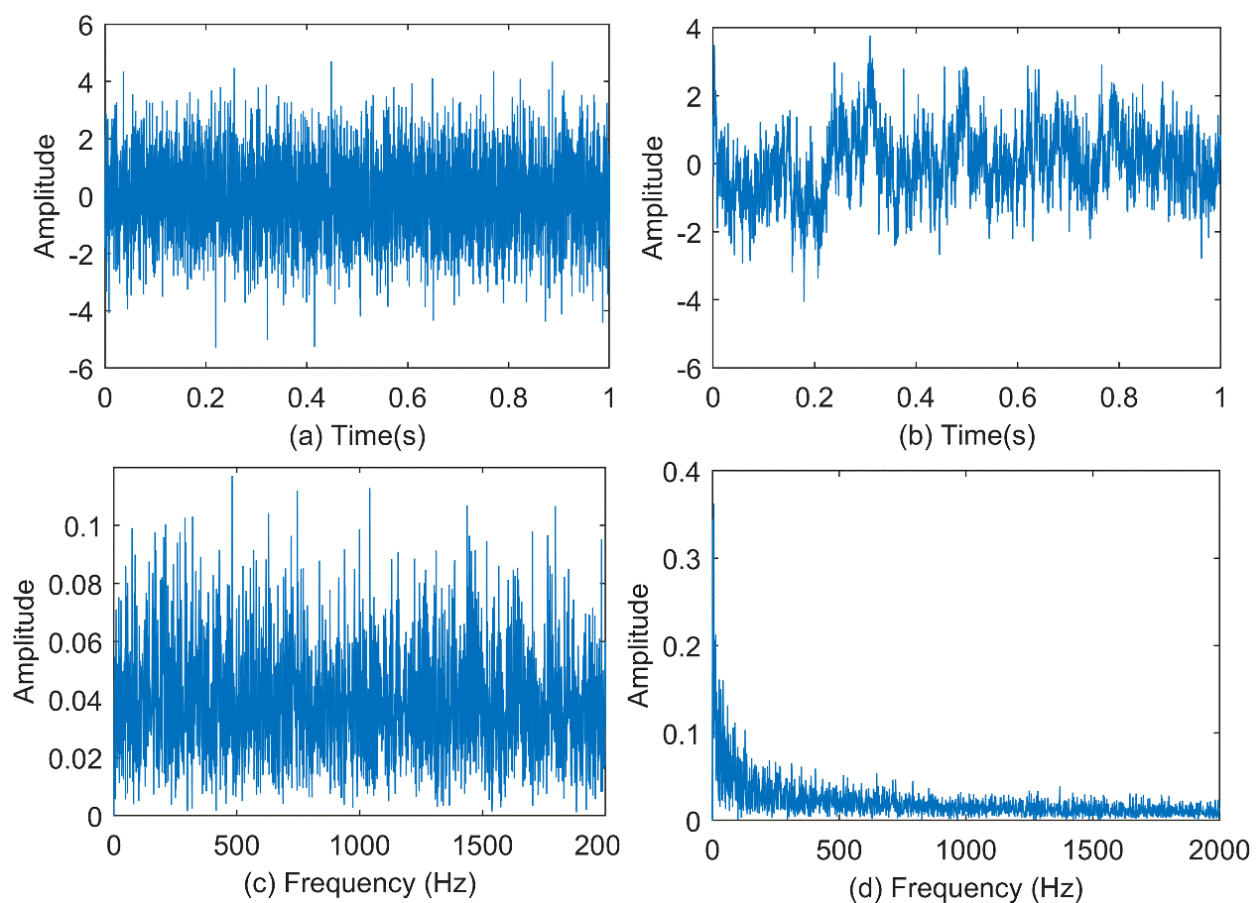 6
4
2
0
-2
-4
-6
Amplitude
0 0.2 0.4 0.6 0.8 1
(a) Time(s)
4
2
0
-2
-4
-6
Amplitude
0 0.2 0.4 0.6 0.8 1
(b) Time(s)
0.1
0.08
0.06
0.04
0.02
0
Amplitude
0 500 1000 1500 200
(c) Frequency (Hz)
0.4
0.3
0.2
0.1
0
Amplitude
0 500 1000 1500 2000
(d) Frequency (Hz)